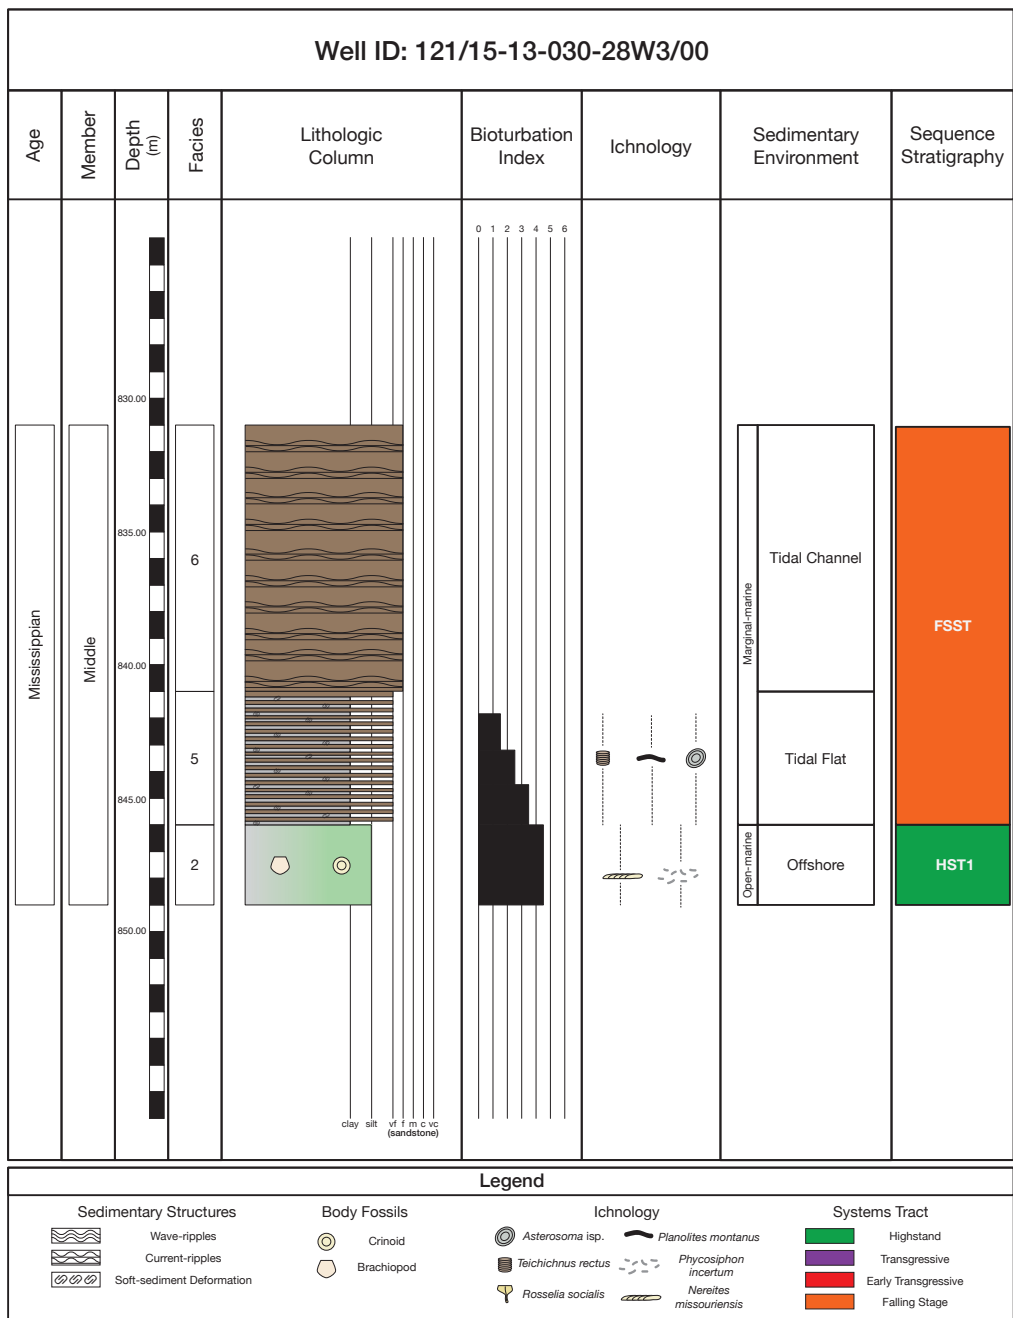 Well ID: 121/15-13-030-28W3/00
Age
Member
Depth
(m)
Facies
Lithologic
Column
Bioturbation
Index
Ichnology
Sedimentary
Environment
Sequence
Stratigraphy
0 1 2 3 4 5 6
830.00
835.00
840.00
845.00
850.00
Mississippian
Middle
6
5
2
Marginal-marine
Open-marine
Tidal Channel
Tidal Flat
Offshore
FSST
HST1
clay silt vf f m c vc
(sandstone)
Legend
Sedimentary Structures
Wave-ripples
Current-ripples
Soft-sediment Deformation
Body Fossils
Crinoid
Brachiopod
Ichnology
Asterosoma isp.
Teichichnus rectus
Rosselia socialis
Planolites montanus
Phycosiphon
incertum
Nereites
missouriensis
Systems Tract
Highstand
Transgressive
Early Transgressive
Falling Stage